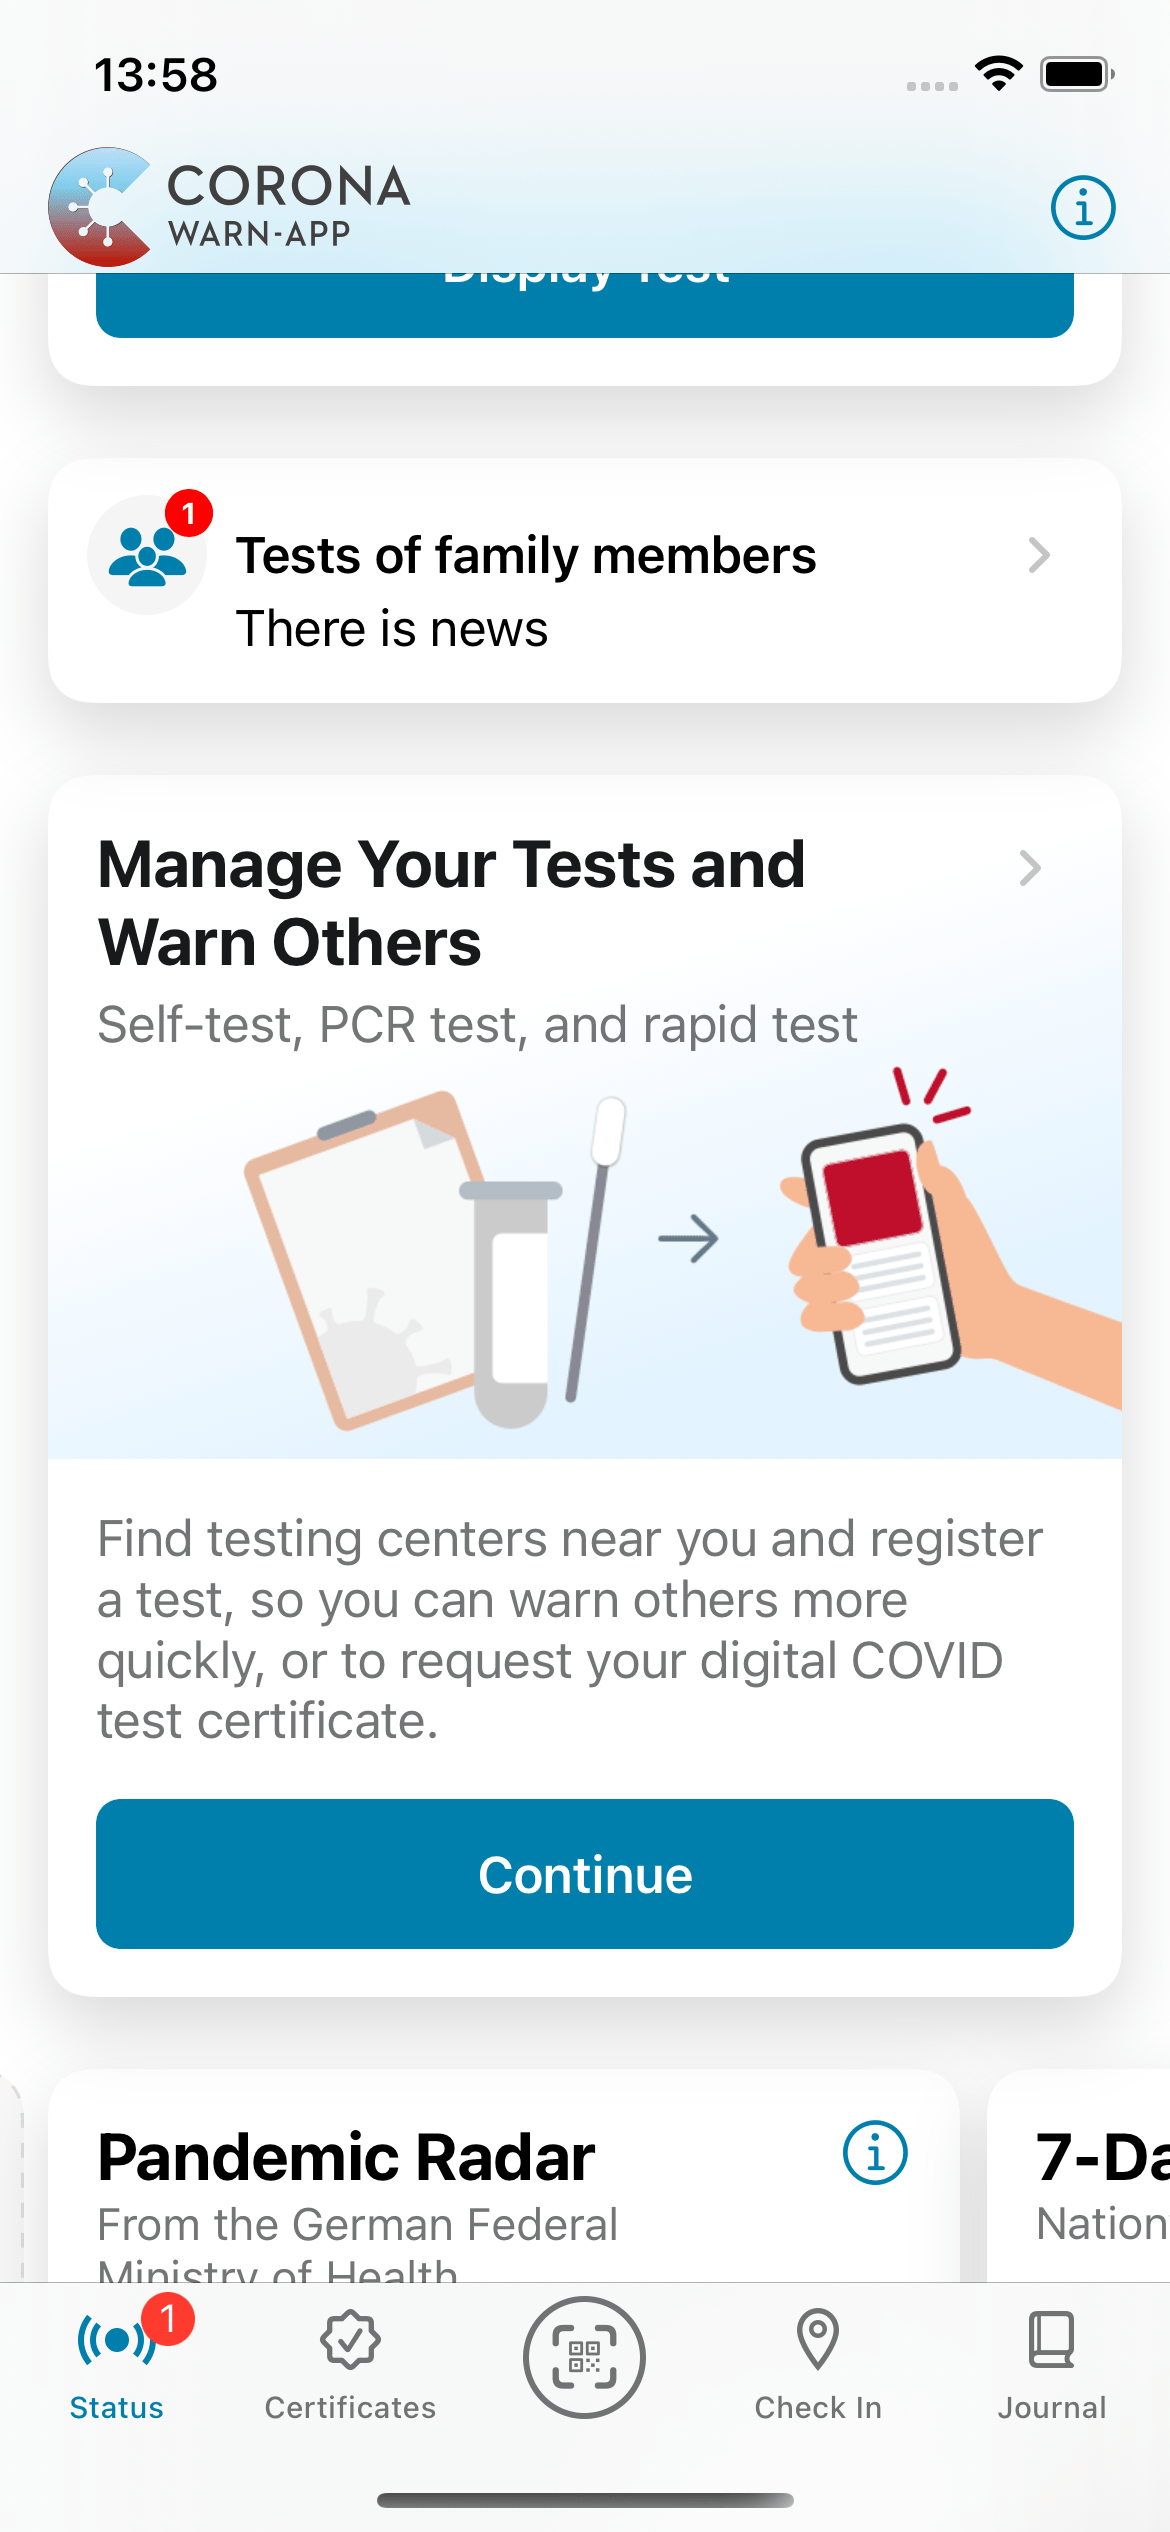 13:58
CORONA
WARN-APP
Display Test
1
Tests of family members
There is news
Manage Your Tests and
Warn Others
Self-test, PCR test, and rapid test
Find testing centers near you and register
a test, so you can warn others more
quickly, or to request your digital COVID
test certificate.
Continue
Pandemic Radar
From the German Federal
Ministry of Health
7-Da
Nation
1
Status
Certificates
Check In
Journal